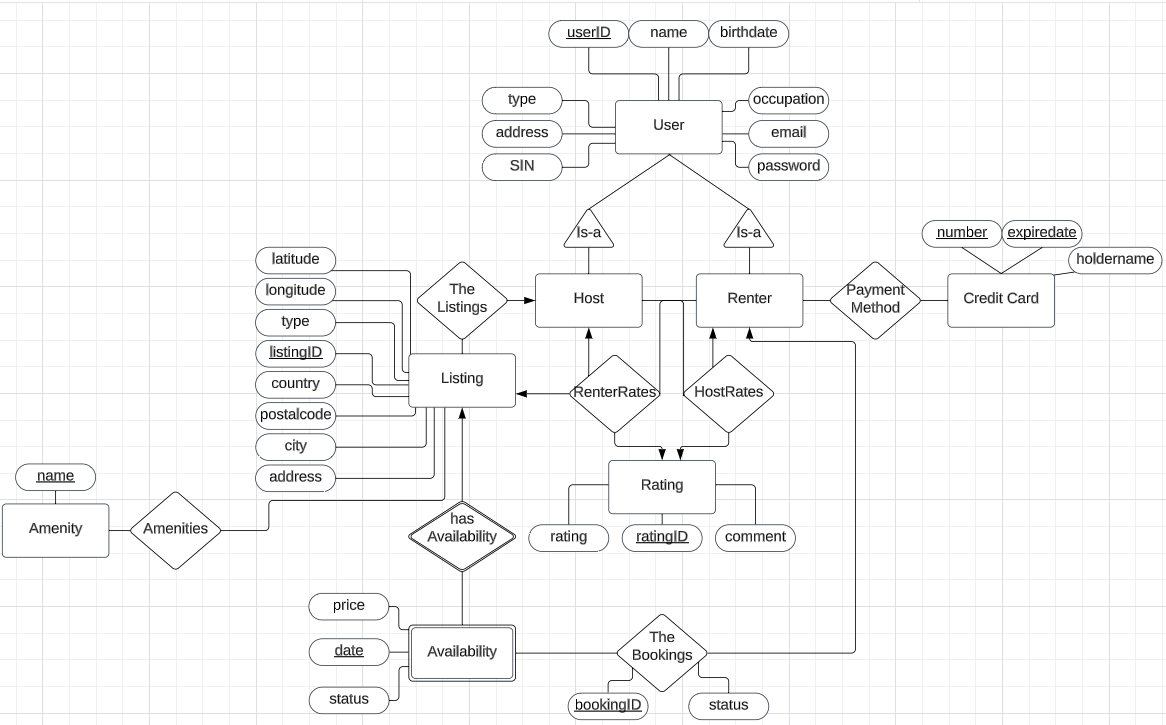 userID
name
birthdate
type
occupation
User
address
email
SIN
password
Is-a
Is-a
number
expiredate
latitude
holdername
The
Listings
longitude
Host
Renter
Payment
Method
Credit Card
type
listingID
Listing
country
RenterRates
HostRates
postalcode
city
address
name
Rating
Amenity
Amenities
has
Availability
rating
ratingID
comment
price
date
Availability
The
Bookings
status
bookingID
status